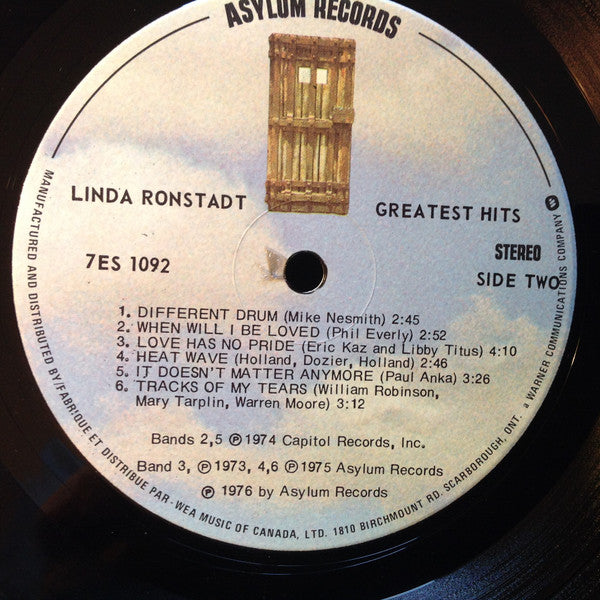 ASYLUM RECORDS
LINDA RONSTADT
GREATEST HITS
7ES 1092
STEREO
SIDE TWO
1. DIFFERENT DRUM (Mike Nesmith) 2:45
2. WHEN WILL I BE LOVED (Phil Everly) 2:52
3. LOVE HAS NO PRIDE (Eric Kaz and Libby Titus) 4:10
4. HEAT WAVE (Holland, Dozier, Holland) 2:46
5. IT DOESN'T MATTER ANYMORE (Paul Anka) 3:26
6. TRACKS OF MY TEARS (William Robinson,
Mary Tarplin, Warren Moore) 3:12
Bands 2,5 ℗ 1974 Capitol Records, Inc.
Band 3, ℗ 1973, 4,6 ℗ 1975 Asylum Records
℗ 1976 by Asylum Records
MANUFACTURED AND DISTRIBUTED BY/FABRIQUE ET DISTRIBUE PAR-WEA MUSIC OF CANADA, LTD. 1810 BIRCHMOUNT RD. SCARBOROUGH, ONT. a WARNER COMMUNICATIONS COMPANY